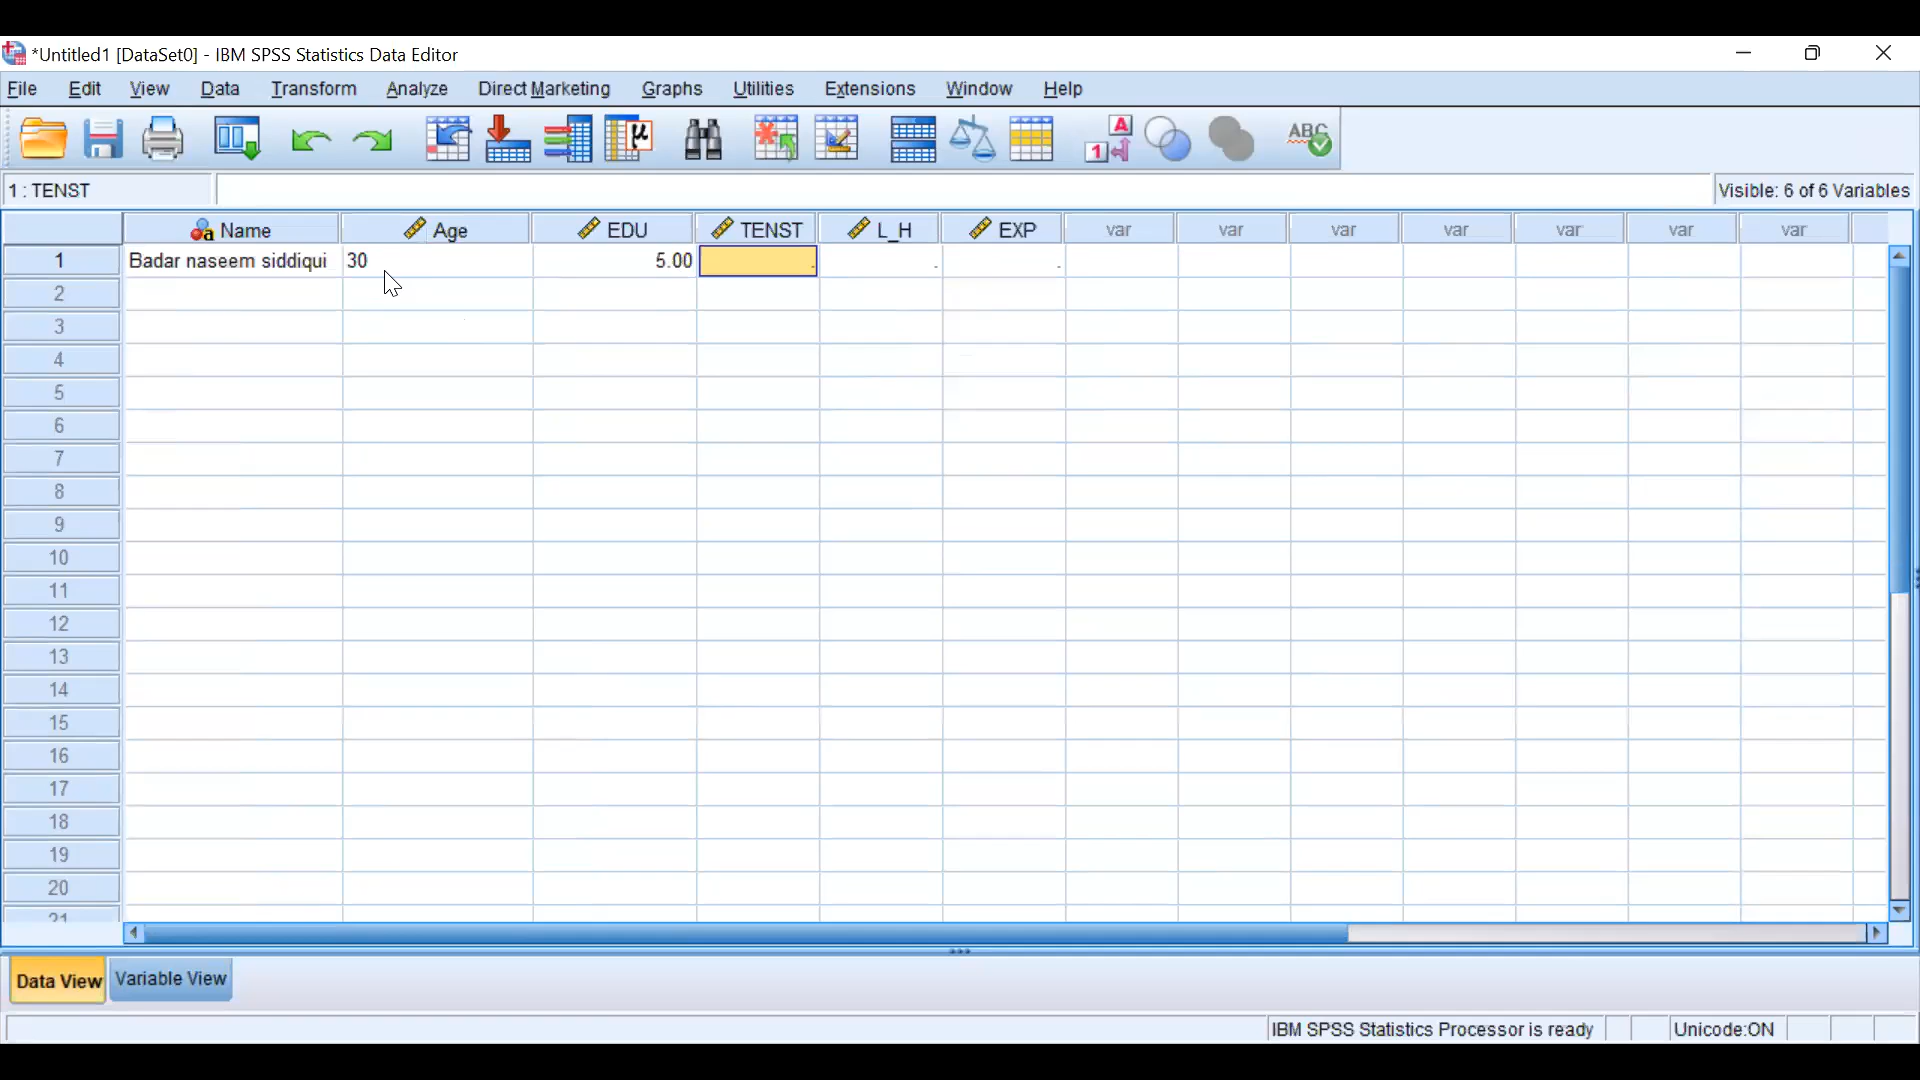 *Untitled1 [DataSet0] - IBM SPSS Statistics Data Editor
File Edit View Data Transform Analyze Direct Marketing Graphs Utilities Extensions Window Help
μ A 1 ABC
1 : TENST Visible: 6 of 6 Variables
Name Age EDU TENST L_H EXP var var var var var var var
1 Badar naseem siddiqui 30 5.00 . . .
2
3
4
5
6
7
8
9
10
11
12
13
14
15
16
17
18
19
20
21
Data View Variable View
IBM SPSS Statistics Processor is ready Unicode:ON